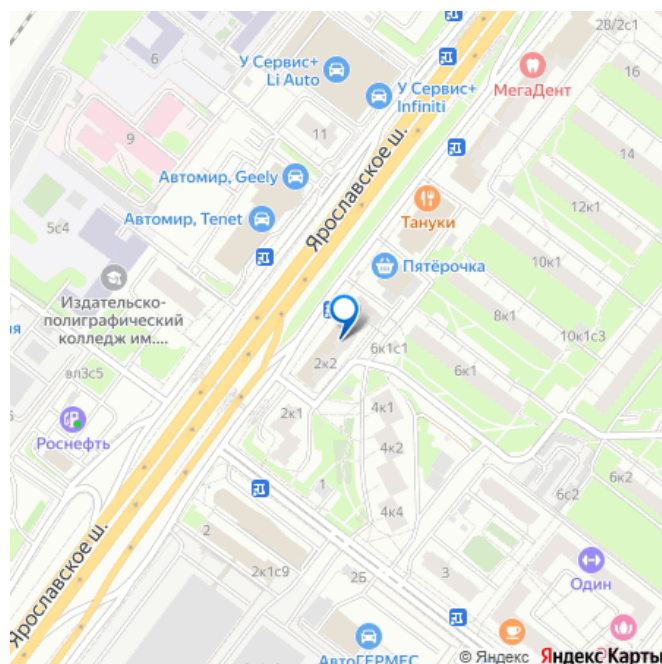 28/2с1
У Сервис+
Li Auto
6
16
МегаДент
У Сервис+
Infiniti
11
9
14
Ярославское ш.
Автомир, Geely
12к1
Автомир, Tenet
Тануки
5с4
10к1
Пятёрочка
Издательско-
полиграфический
колледж им....
8к1
10к1с3
6к1с1
2к2
6к1
вл3с5
Роснефть
2к1
4к1
4к2
6к2
1
6с2
4к4
2
Ярославское ш.
2к1с9
2Б
3
Один
АвтоГЕРМЕС
© Яндекс Яндекс Карты